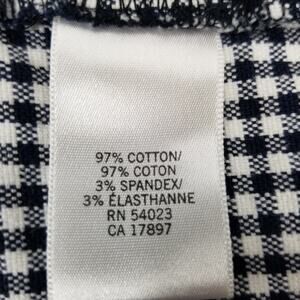 97% COTTON/
97% COTON
3% SPANDEX/
3% ÉLASTHANNE
RN 54023
CA 17897